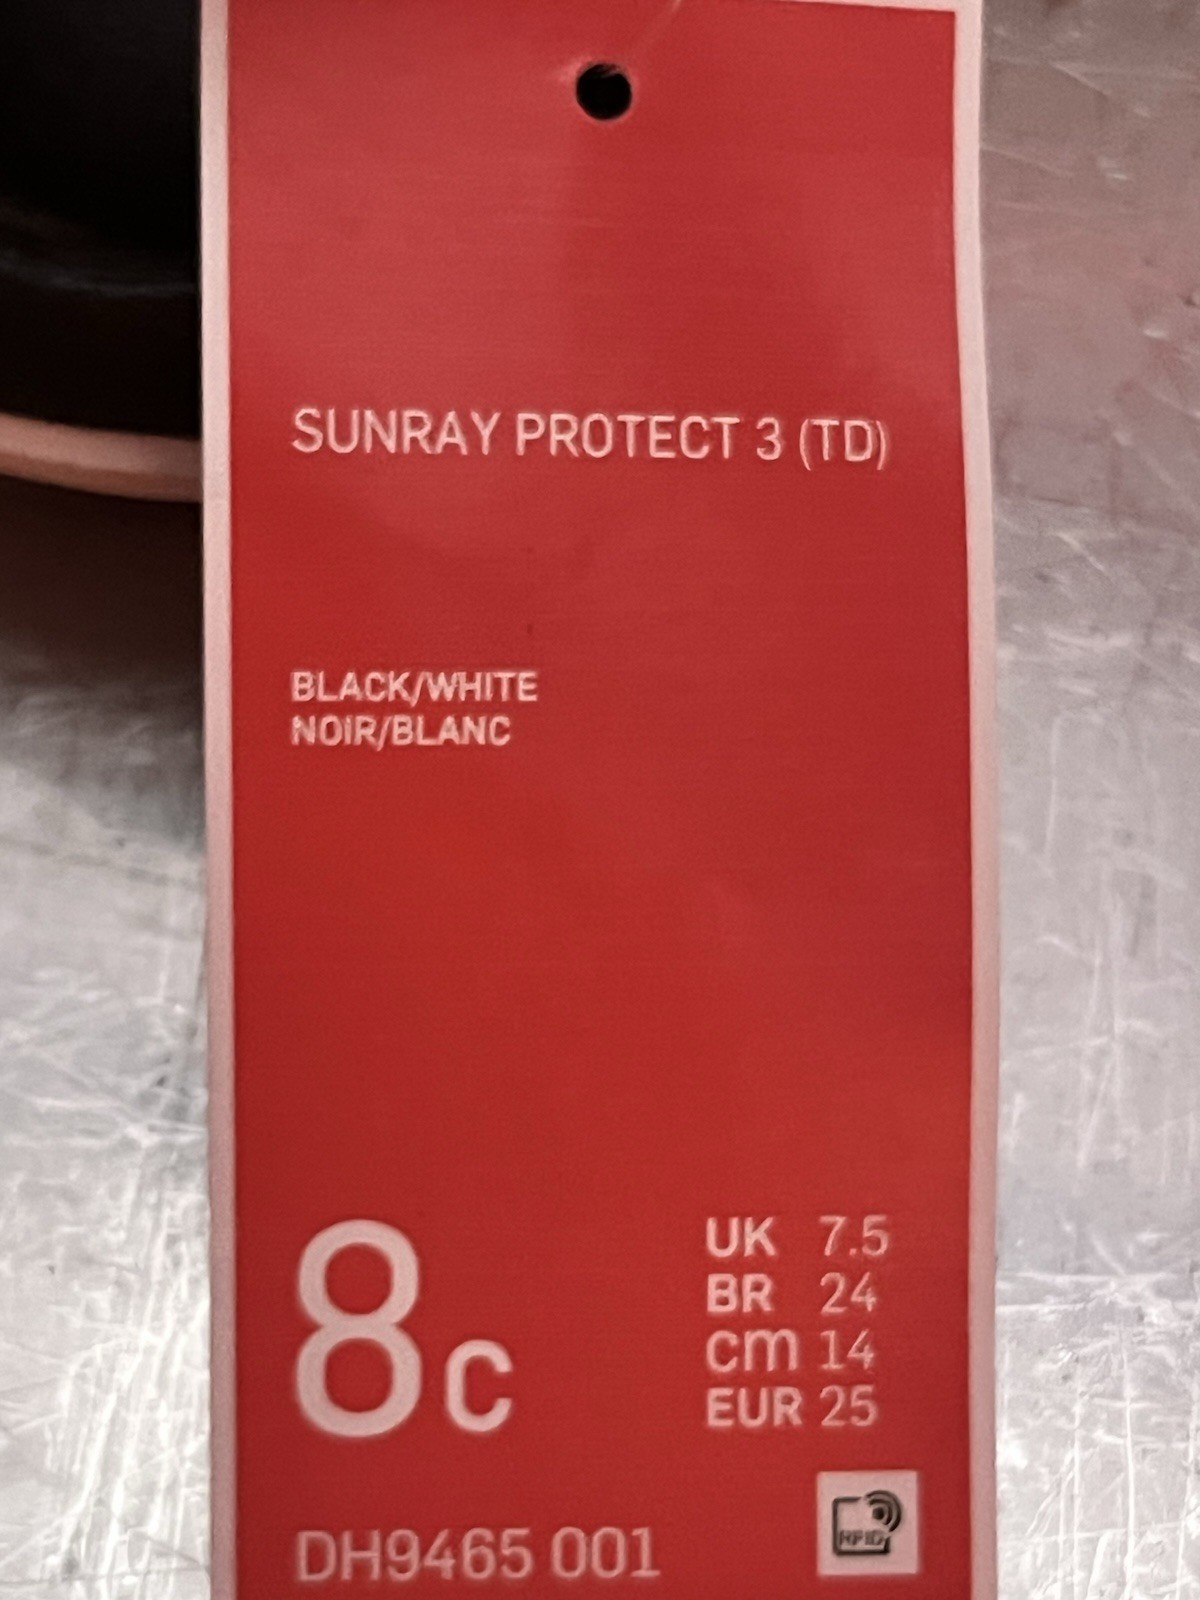 SUNRAY PROTECT 3 (TD)
BLACK/WHITE
NOIR/BLANC
8C
UK 7.5
BR 24
cm 14
EUR 25
RFID
DH9465 001